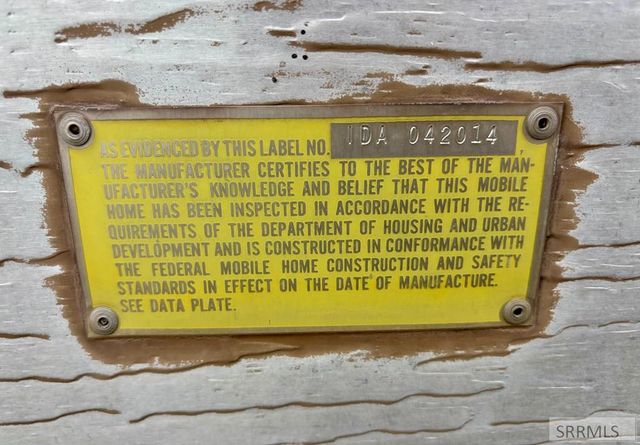 AS EVIDENCED BY THIS LABEL NO. IDA 042014 ,
THE MANUFACTURER CERTIFIES TO THE BEST OF THE MAN-
UFACTURER'S KNOWLEDGE AND BELIEF THAT THIS MOBILE
HOME HAS BEEN INSPECTED IN ACCORDANCE WITH THE RE-
QUIREMENTS OF THE DEPARTMENT OF HOUSING AND URBAN
DEVELOPMENT AND IS CONSTRUCTED IN CONFORMANCE WITH
THE FEDERAL MOBILE HOME CONSTRUCTION AND SAFETY
STANDARDS IN EFFECT ON THE DATE OF MANUFACTURE.
SEE DATA PLATE.
SRRMLS